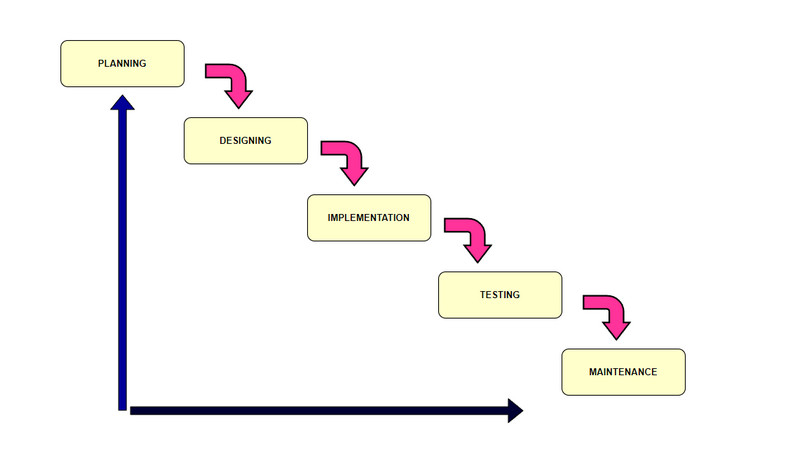 PLANNING
DESIGNING
IMPLEMENTATION
TESTING
MAINTENANCE